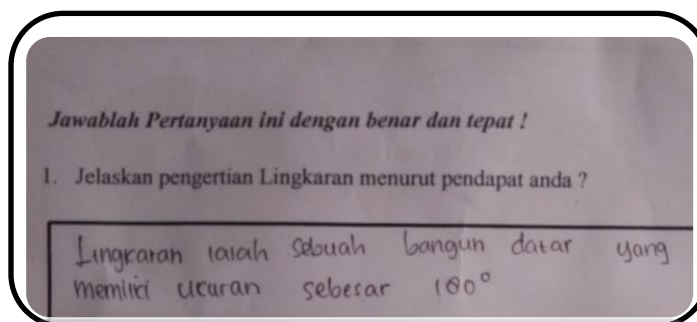 Jawablah Pertanyaan ini dengan benar dan tepat !
1. Jelaskan pengertian Lingkaran menurut pendapat anda ?
Lingkaran ialah sebuah bangun datar yang
memiliki ukuran sebesar 180°